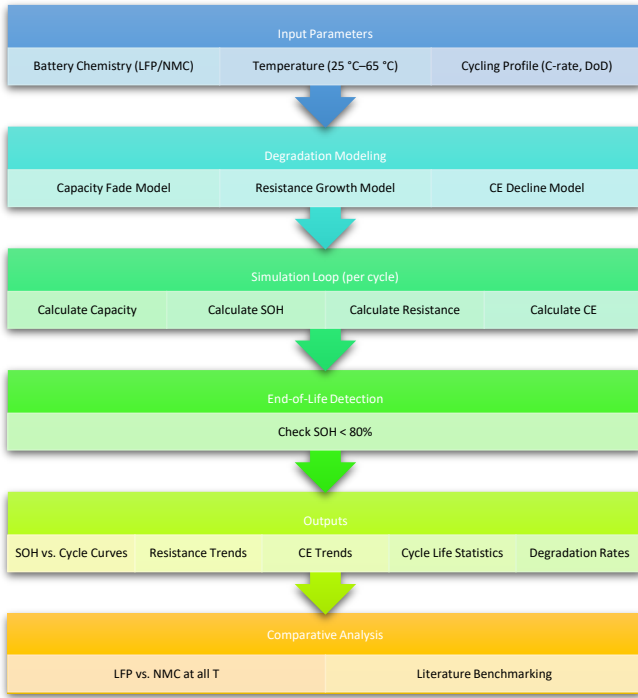 Input Parameters
Battery Chemistry (LFP/NMC)
Temperature (25 °C–65 °C)
Cycling Profile (C-rate, DoD)
Degradation Modeling
Capacity Fade Model
Resistance Growth Model
CE Decline Model
Simulation Loop (per cycle)
Calculate Capacity
Calculate SOH
Calculate Resistance
Calculate CE
End-of-Life Detection
Check SOH < 80%
Outputs
SOH vs. Cycle Curves
Resistance Trends
CE Trends
Cycle Life Statistics
Degradation Rates
Comparative Analysis
LFP vs. NMC at all T
Literature Benchmarking